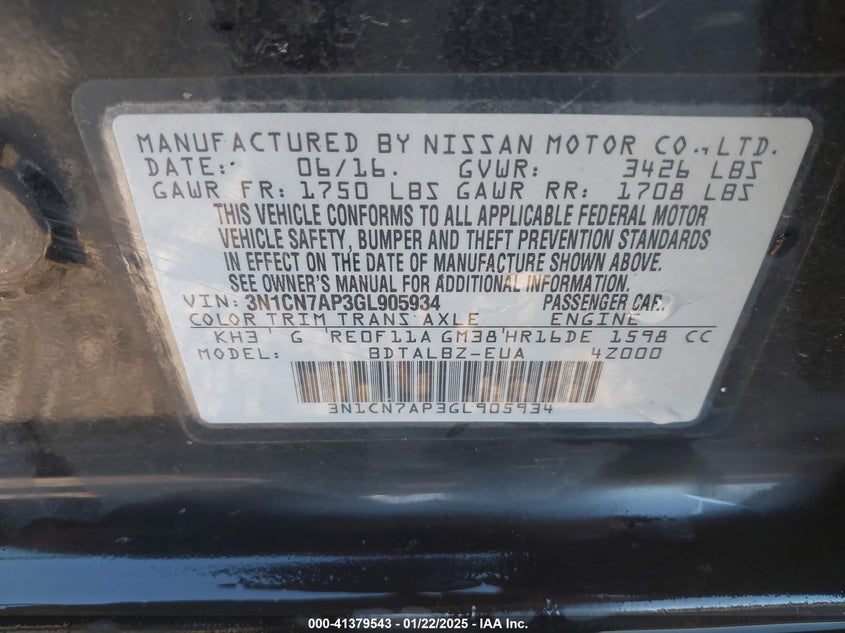 MANUFACTURED BY NISSAN MOTOR CO., LTD.
DATE: 06/16. GVWR: 3426 LBS
GAWR FR: 1750 LBS GAWR RR: 1708 LBS
THIS VEHICLE CONFORMS TO ALL APPLICABLE FEDERAL MOTOR
VEHICLE SAFETY, BUMPER AND THEFT PREVENTION STANDARDS
IN EFFECT ON THE DATE OF MANUFACTURE SHOWN ABOVE.
SEE OWNER'S MANUAL FOR ADDITIONAL INFORMATION.
VIN: 3N1CN7AP3GL905934 PASSENGER CAR.
COLOR TRIM TRANS AXLE ENGINE
KH3 G RE0F11A GM38 HR16DE 1598 CC
MODEL: BDTALBZ-EUA 4Z000
3N1CN7AP3GL905934
000-41379543 - 01/22/2025 - IAA Inc.